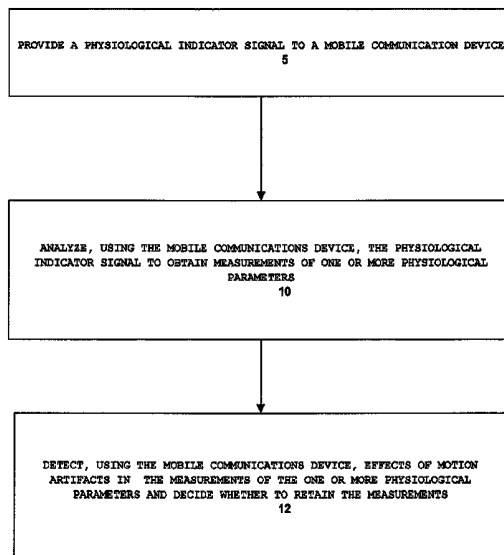 PROVIDE A PHYSIOLOGICAL INDICATOR SIGNAL TO A MOBILE COMMUNICATION DEVICE
5
ANALYZE, USING THE MOBILE COMMUNICATIONS DEVICE, THE PHYSIOLOGICAL
INDICATOR SIGNAL TO OBTAIN MEASUREMENTS OF ONE OR MORE PHYSIOLOGICAL
PARAMETERS
10
DETECT, USING THE MOBILE COMMUNICATIONS DEVICE, EFFECTS OF MOTION
ARTIFACTS IN THE MEASUREMENTS OF THE ONE OR MORE PHYSIOLOGICAL
PARAMETERS AND DECIDE WHETHER TO RETAIN THE MEASUREMENTS
12